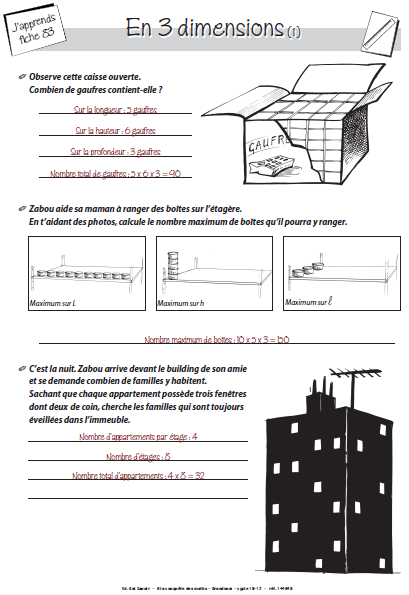 J'apprends
fiche 83
En 3 dimensions (1)
Observe cette caisse ouverte.
Combien de gaufres contient-elle ?
Sur la longueur : 5 gaufres
Sur la hauteur : 6 gaufres
Sur la profondeur : 3 gaufres
Nombre total de gaufres : 5 x 6 x 3 = 90
GAUFRE
Zabou aide sa maman à ranger des boîtes sur l'étagère.
En t'aidant des photos, calcule le nombre maximum de boîtes qu'il pourra y ranger.
Maximum sur L
Maximum sur h
Maximum sur ℓ
Nombre maximum de boîtes : 10 x 5 x 3 = 150
C'est la nuit. Zabou arrive devant le building de son amie
et se demande combien de familles y habitent.
Sachant que chaque appartement possède trois fenêtres
dont deux de coin, cherche les familles qui sont toujours
éveillées dans l'immeuble.
Nombre d'appartements par étage : 4
Nombre d'étages : 8
Nombre total d'appartements : 4 x 8 = 32